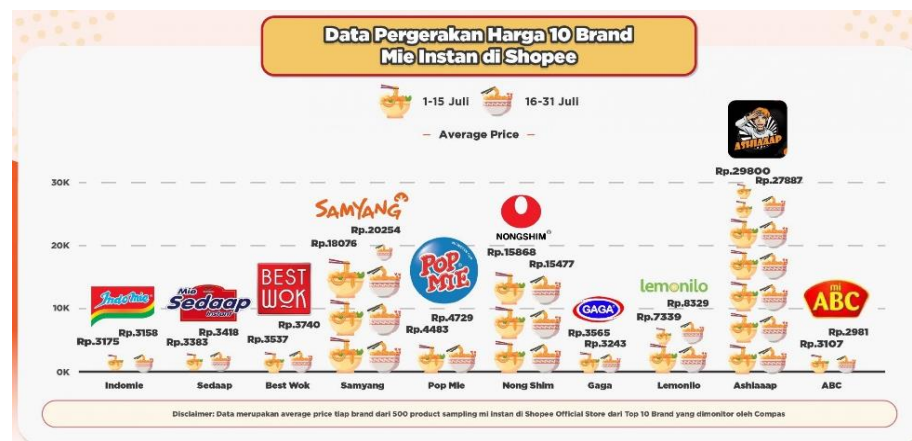 Data Pergerakan Harga 10 Brand
Mie Instan di Shopee
1-15 Juli
16-31 Juli
– Average Price –
30K
20K
10K
0K
Indomie
Rp.3175
Rp.3158
Mie
Sedaap
instant
Rp.3383
Rp.3418
BEST
WOK
Rp.3537
Rp.3740
SAMYANG
Rp.18076
Rp.20254
POP
MIE
Rp.4483
Rp.4729
NONGSHIM
Rp.15868
Rp.15477
GAGA
Rp.3565
Rp.3243
lemonilo
Rp.7339
Rp.8329
ASHIAAAP
Rp.29800
Rp.27887
mi
ABC
Rp.3107
Rp.2981
Indomie
Sedaap
Best Wok
Samyang
Pop Mie
Nong Shim
Gaga
Lemonilo
Ashiaaap
ABC
Disclaimer: Data merupakan average price tiap brand dari 500 product sampling mi instan di Shopee Official Store dari Top 10 Brand yang dimonitor oleh Compas